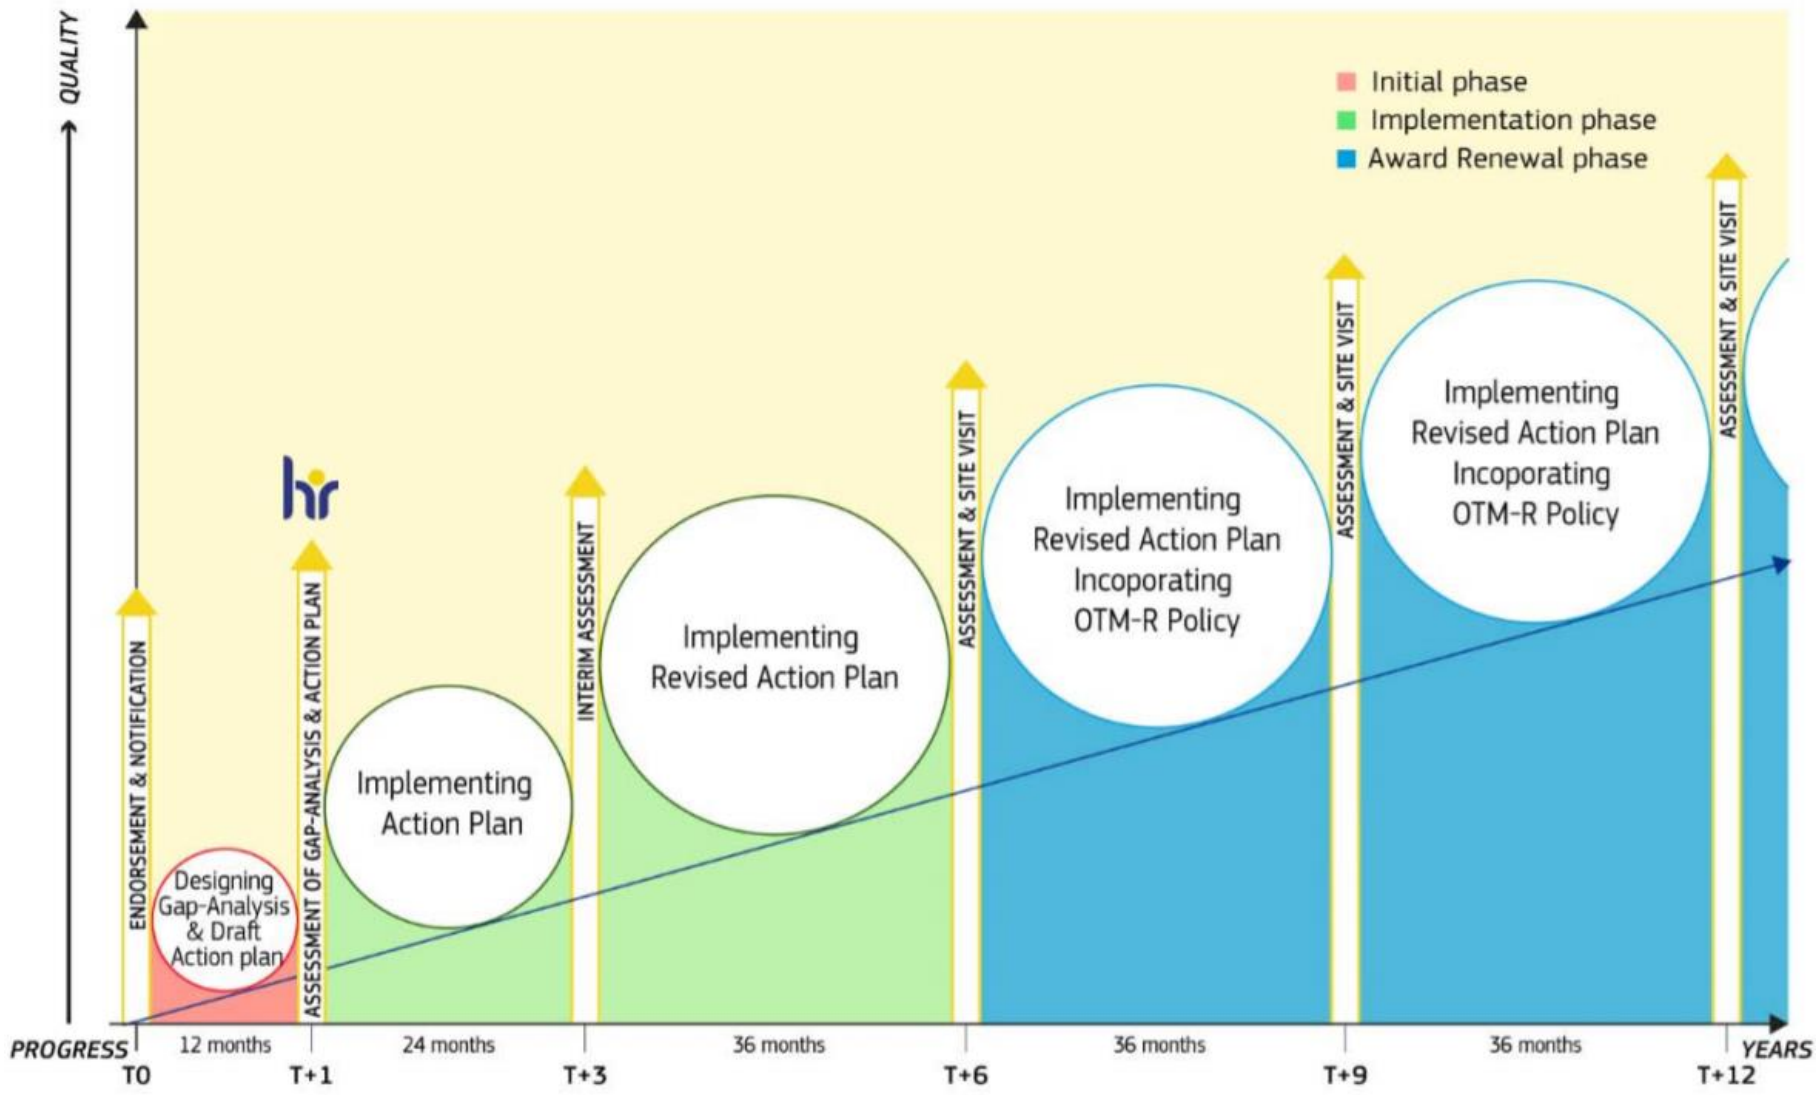 QUALITY
Initial phase
Implementation phase
Award Renewal phase
hr
ENDORSEMENT & NOTIFICATION
Designing
Gap-Analysis
& Draft
Action plan
ASSESSMENT OF GAP-ANALYSIS & ACTION PLAN
Implementing
Action Plan
INTERIM ASSESSMENT
Implementing
Revised Action Plan
ASSESSMENT & SITE VISIT
Implementing
Revised Action Plan
Incoporating
OTM-R Policy
ASSESSMENT & SITE VISIT
Implementing
Revised Action Plan
Incoporating
OTM-R Policy
ASSESSMENT & SITE VISIT
PROGRESS
12 months
24 months
36 months
36 months
36 months
YEARS
T0
T+1
T+3
T+6
T+9
T+12